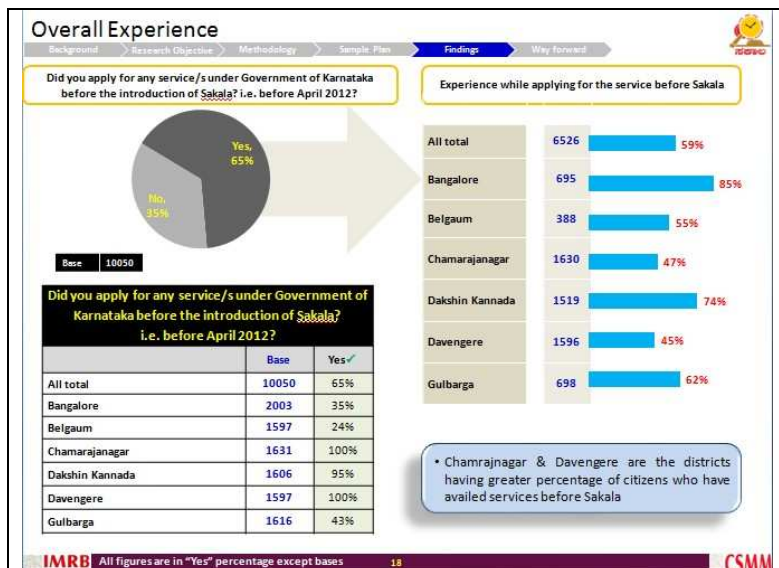 Overall Experience
Background Research Objective Methodology Sample Plan Findings Way forward
ಸಕಾಲ
Did you apply for any service/s under Government of Karnataka
before the introduction of Sakala? i.e. before April 2012?
Yes,
65%
No,
35%
Base 10050
Did you apply for any service/s under Government of
Karnataka before the introduction of Sakala?
i.e. before April 2012?
Base Yes✓
All total 10050 65%
Bangalore 2003 35%
Belgaum 1597 24%
Chamarajanagar 1631 100%
Dakshin Kannada 1606 95%
Davengere 1597 100%
Gulbarga 1616 43%
Experience while applying for the service before Sakala
All total 6526 59%
Bangalore 695 85%
Belgaum 388 55%
Chamarajanagar 1630 47%
Dakshin Kannada 1519 74%
Davengere 1596 45%
Gulbarga 698 62%
• Chamrajnagar & Davengere are the districts
having greater percentage of citizens who have
availed services before Sakala
IMRB All figures are in "Yes" percentage except bases 18 CSMM